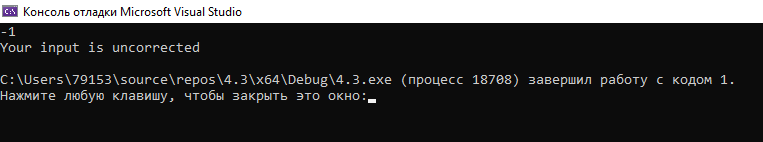 Консоль отладки Microsoft Visual Studio
-1
Your input is uncorrected
C:\Users\79153\source\repos\4.3\x64\Debug\4.3.exe (процесс 18708) завершил работу с кодом 1.
Нажмите любую клавишу, чтобы закрыть это окно: